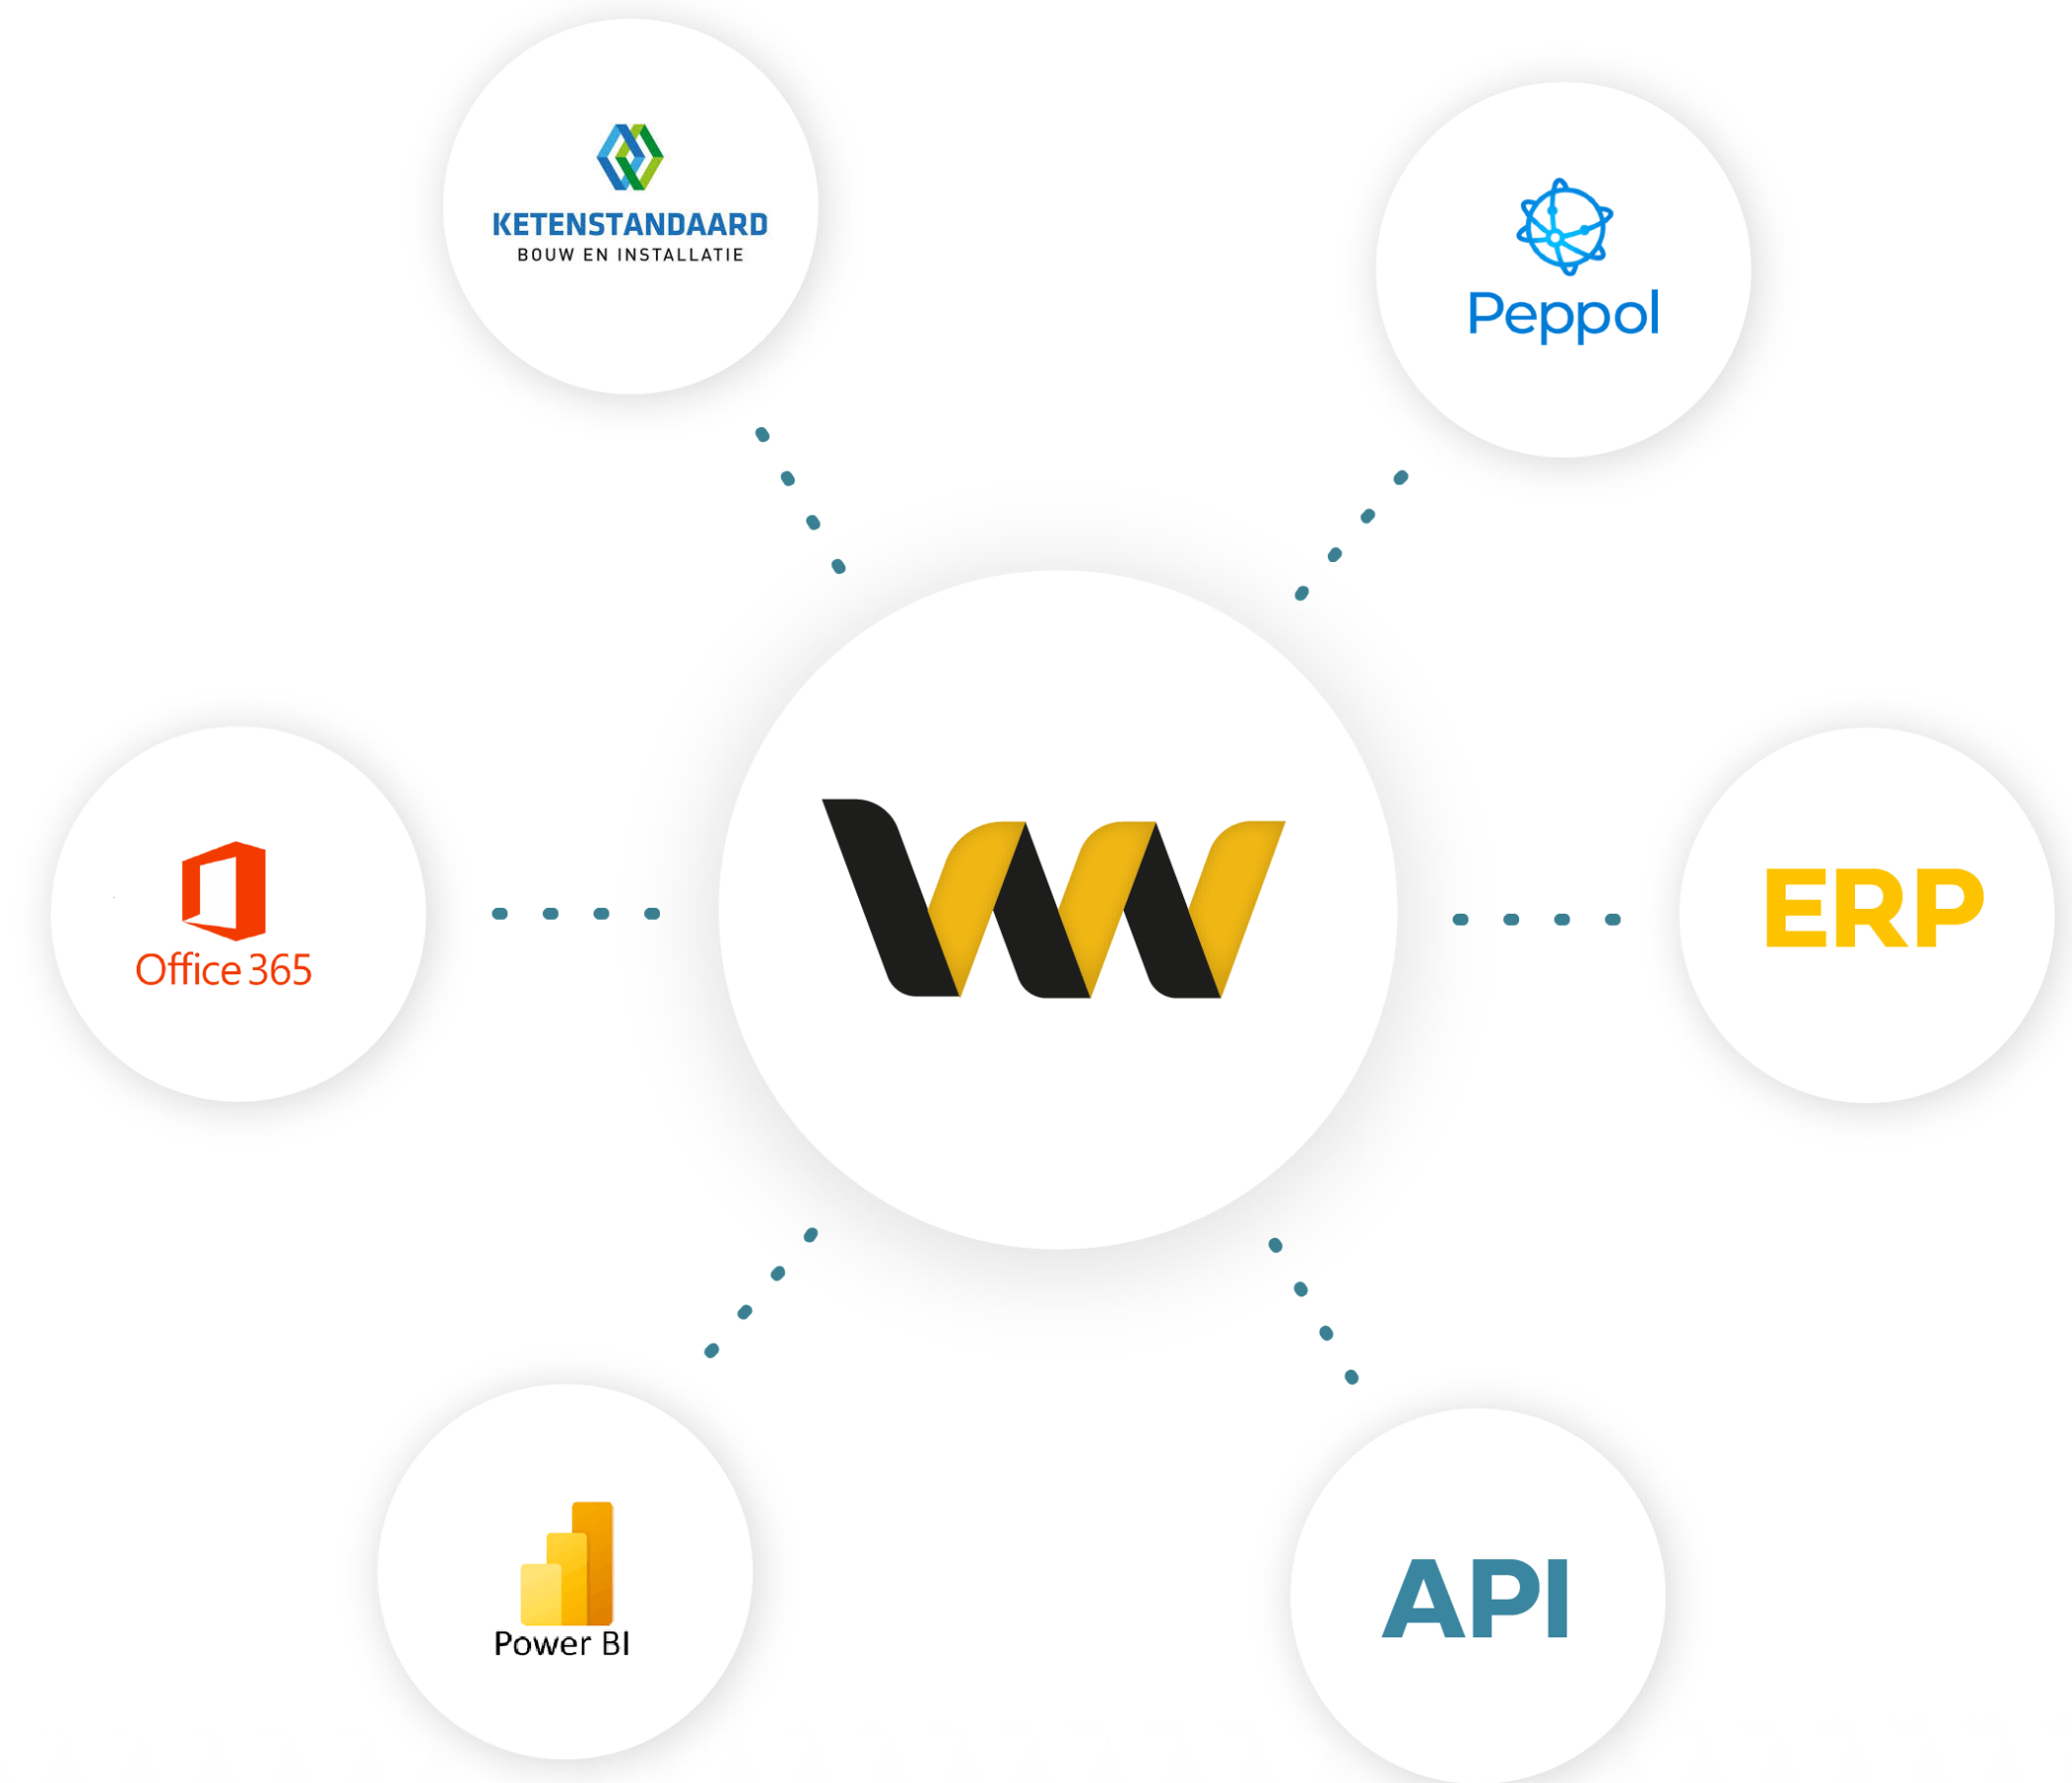 KETENSTANDAARD
BOUW EN INSTALLATIE
Peppol
Office 365
ERP
Power BI
API